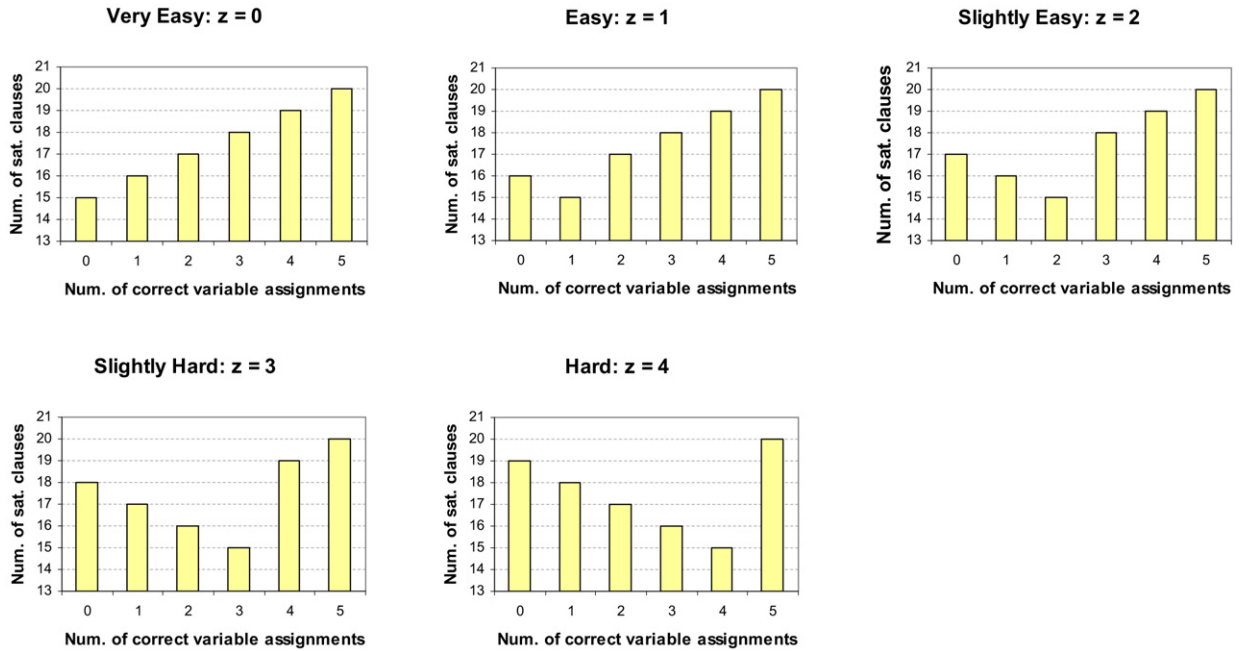 Very Easy: z = 0
Num. of sat. clauses
21
20
19
18
17
16
15
14
13
0 1 2 3 4 5
Num. of correct variable assignments
Easy: z = 1
Num. of sat. clauses
21
20
19
18
17
16
15
14
13
0 1 2 3 4 5
Num. of correct variable assignments
Slightly Easy: z = 2
Num. of sat. clauses
21
20
19
18
17
16
15
14
13
0 1 2 3 4 5
Num. of correct variable assignments
Slightly Hard: z = 3
Num. of sat. clauses
21
20
19
18
17
16
15
14
13
0 1 2 3 4 5
Num. of correct variable assignments
Hard: z = 4
Num. of sat. clauses
21
20
19
18
17
16
15
14
13
0 1 2 3 4 5
Num. of correct variable assignments